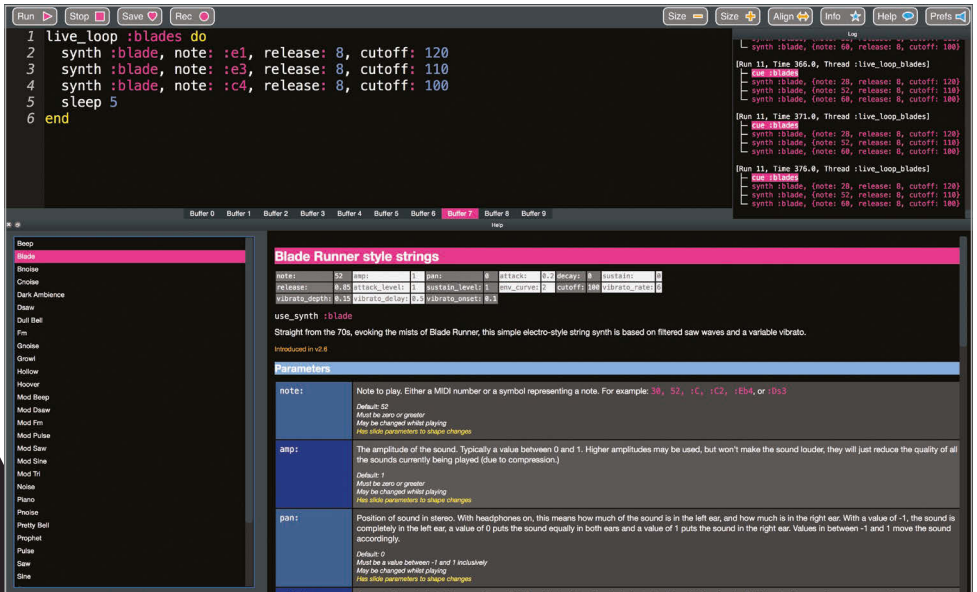 Run Stop Save Rec Size Size Align Info Help Prefs
1 live_loop :blades do
2 synth :blade, note: :e1, release: 8, cutoff: 120
3 synth :blade, note: :e3, release: 8, cutoff: 110
4 synth :blade, note: :c4, release: 8, cutoff: 100
5 sleep 5
6 end
Log
synth :blade, {note: 60, release: 8, cutoff: 100}
[Run 11, Time 366.0, Thread :live_loop_blades]
cue :blades
synth :blade, {note: 28, release: 8, cutoff: 120}
synth :blade, {note: 52, release: 8, cutoff: 110}
synth :blade, {note: 60, release: 8, cutoff: 100}
[Run 11, Time 371.0, Thread :live_loop_blades]
cue :blades
synth :blade, {note: 28, release: 8, cutoff: 120}
synth :blade, {note: 52, release: 8, cutoff: 110}
synth :blade, {note: 60, release: 8, cutoff: 100}
[Run 11, Time 376.0, Thread :live_loop_blades]
cue :blades
synth :blade, {note: 28, release: 8, cutoff: 120}
synth :blade, {note: 52, release: 8, cutoff: 110}
synth :blade, {note: 60, release: 8, cutoff: 100}
Buffer 0 Buffer 1 Buffer 2 Buffer 3 Buffer 4 Buffer 5 Buffer 6 Buffer 7 Buffer 8 Buffer 9
Help
Beep
Blade
Bnoise
Cnoise
Dark Ambience
Dsaw
Dull Bell
Fm
Gnoise
Growl
Hollow
Hoover
Mod Beep
Mod Dsaw
Mod Fm
Mod Pulse
Mod Saw
Mod Sine
Mod Tri
Noise
Piano
Pnoise
Pretty Bell
Prophet
Pulse
Saw
Sine
Blade Runner style strings
note: 52 amp: 1 pan: 0 attack: 0.2 decay: 0 sustain: 0
release: 0.85 attack_level: 1 sustain_level: 1 env_curve: 2 cutoff: 100 vibrato_rate: 6
vibrato_depth: 0.15 vibrato_delay: 0.5 vibrato_onset: 0.1
use_synth :blade
Straight from the 70s, evoking the mists of Blade Runner, this simple electro-style string synth is based on filtered saw waves and a variable vibrato.
Introduced in v2.6
Parameters
note: Note to play. Either a MIDI number or a symbol representing a note. For example: 30, 52, :C, :C2, :Eb4, or :Ds3
Default: 52
Must be zero or greater
May be changed whilst playing
Has slide parameters to shape changes
amp: The amplitude of the sound. Typically a value between 0 and 1. Higher amplitudes may be used, but won't make the sound louder, they will just reduce the quality of all
the sounds currently being played (due to compression.)
Default: 1
Must be zero or greater
May be changed whilst playing
Has slide parameters to shape changes
pan: Position of sound in stereo. With headphones on, this means how much of the sound is in the left ear, and how much is in the right ear. With a value of -1, the sound is
completely in the left ear, a value of 0 puts the sound equally in both ears and a value of 1 puts the sound in the right ear. Values in between -1 and 1 move the sound
accordingly.
Default: 0
Must be a value between -1 and 1 inclusively
May be changed whilst playing
Has slide parameters to shape changes